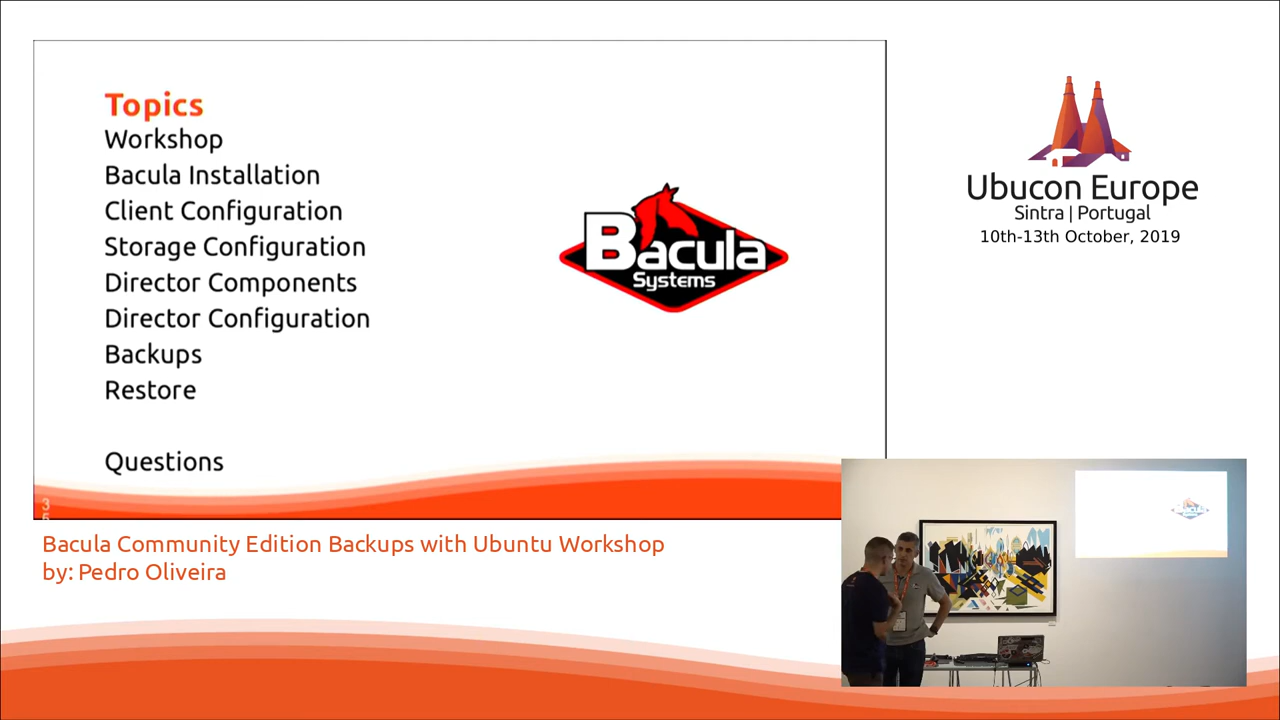 Topics
Workshop
Bacula Installation
Client Configuration
Storage Configuration
Director Components
Director Configuration
Backups
Restore
Questions
Bacula
Systems
Ubucon Europe
Sintra | Portugal
10th-13th October, 2019
Bacula Community Edition Backups with Ubuntu Workshop
by: Pedro Oliveira